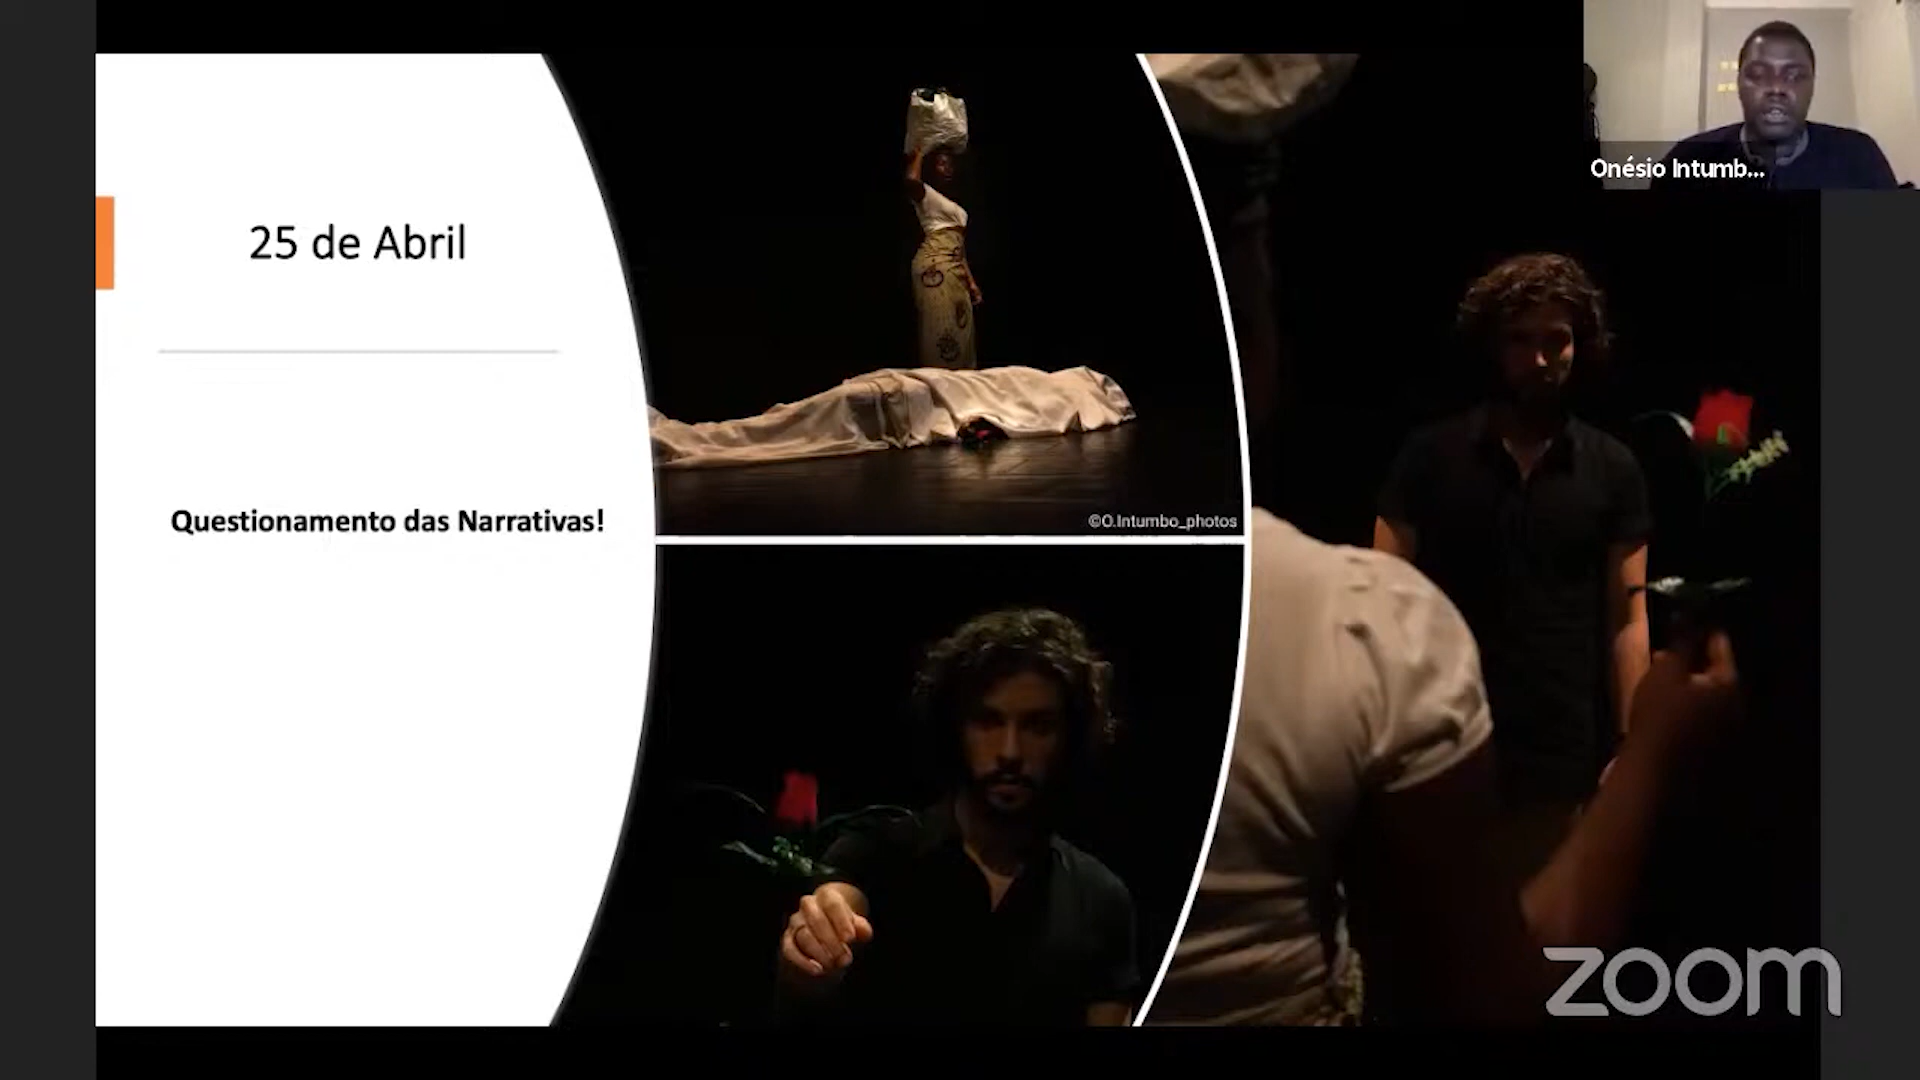 25 de Abril
Questionamento das Narrativas!
©O.Intumbo_photos
Onésio Intumb...
zoom